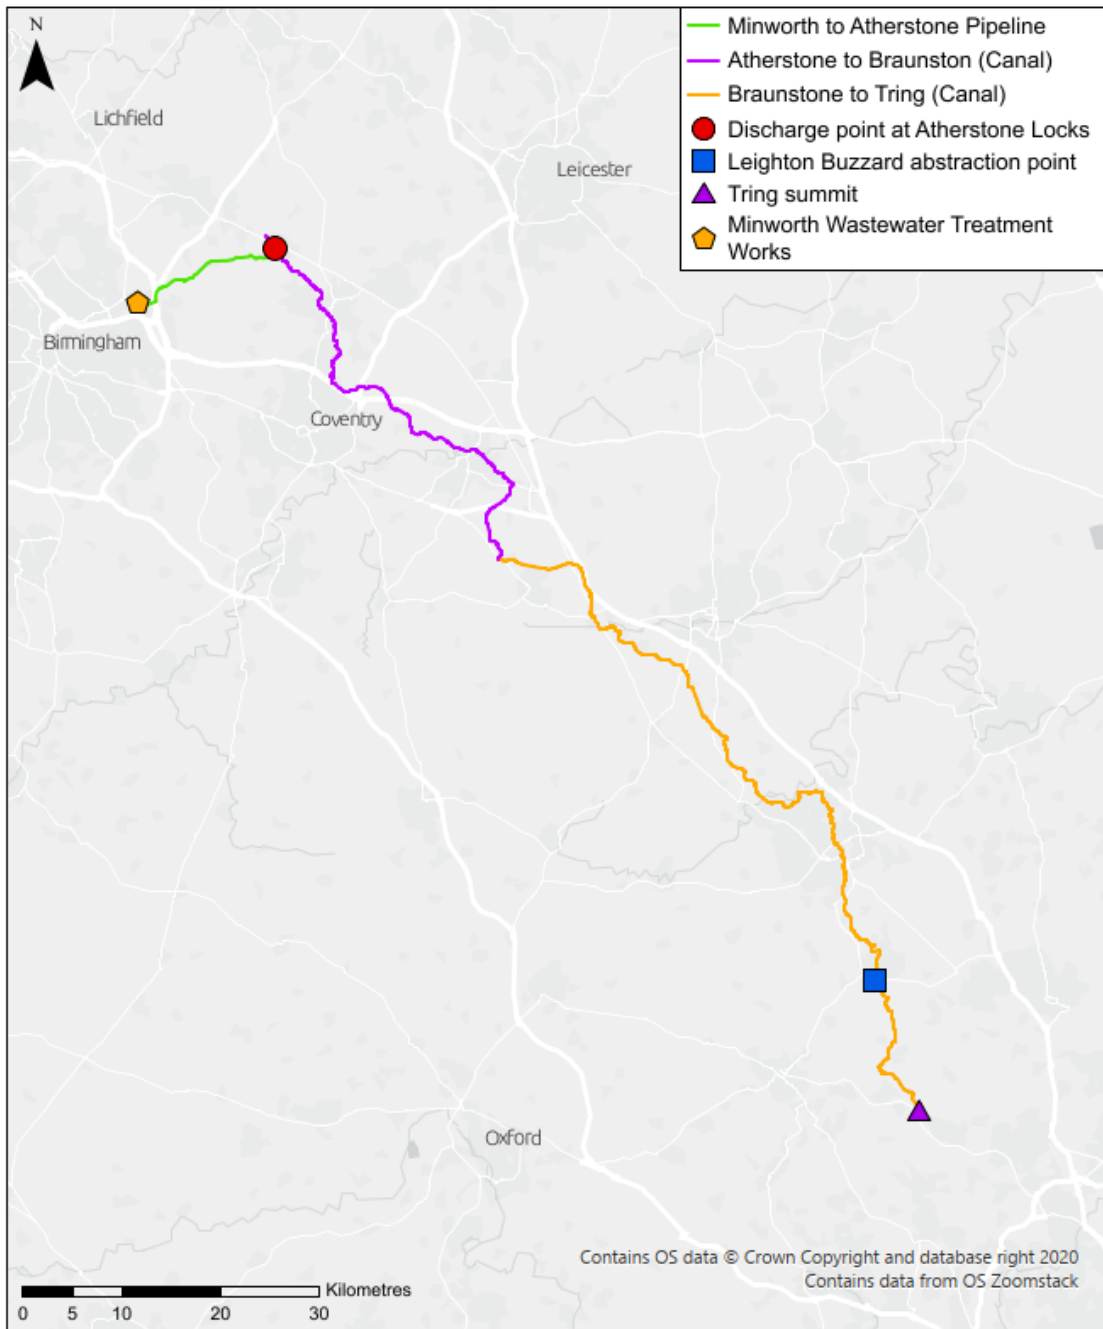 N
Minworth to Atherstone Pipeline
Atherstone to Braunston (Canal)
Braunstone to Tring (Canal)
Discharge point at Atherstone Locks
Leighton Buzzard abstraction point
Tring summit
Minworth Wastewater Treatment
Works
Lichfield
Leicester
Birmingham
Coventry
Oxford
Contains OS data © Crown Copyright and database right 2020
Contains data from OS Zoomstack
Kilometres
0 5 10 20 30